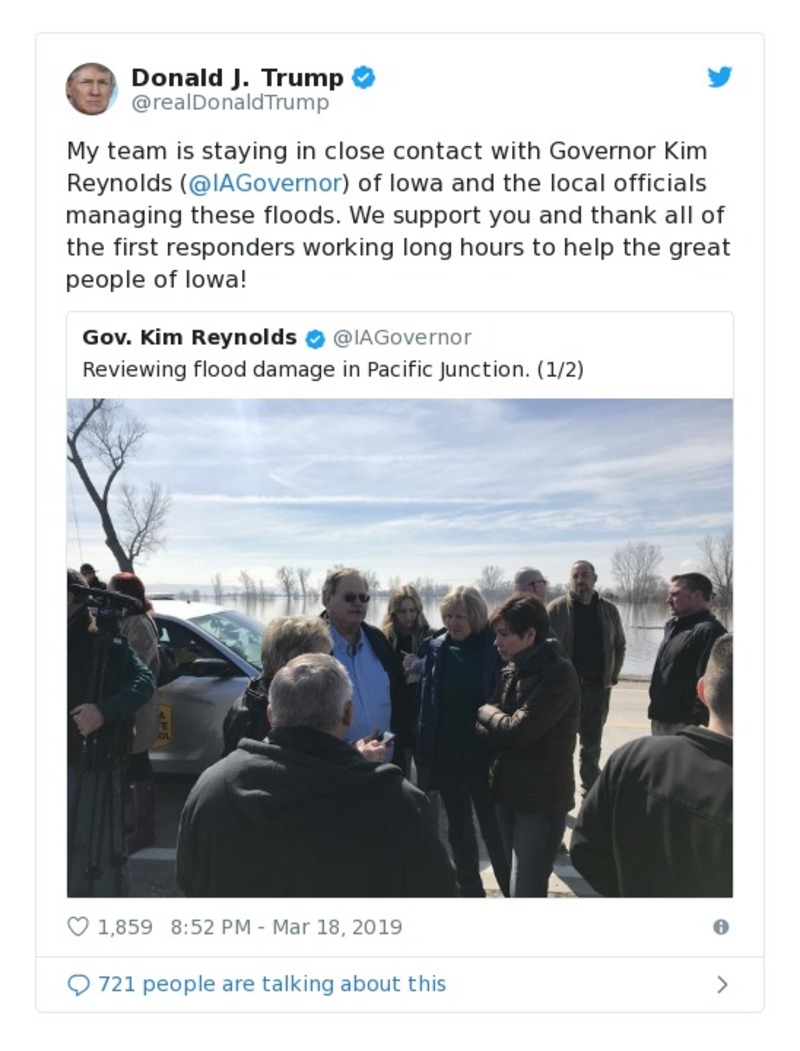 Donald J. Trump
@realDonaldTrump
My team is staying in close contact with Governor Kim
Reynolds (@IAGovernor) of Iowa and the local officials
managing these floods. We support you and thank all of
the first responders working long hours to help the great
people of Iowa!
Gov. Kim Reynolds @IAGovernor
Reviewing flood damage in Pacific Junction. (1/2)
1,859 8:52 PM - Mar 18, 2019
721 people are talking about this